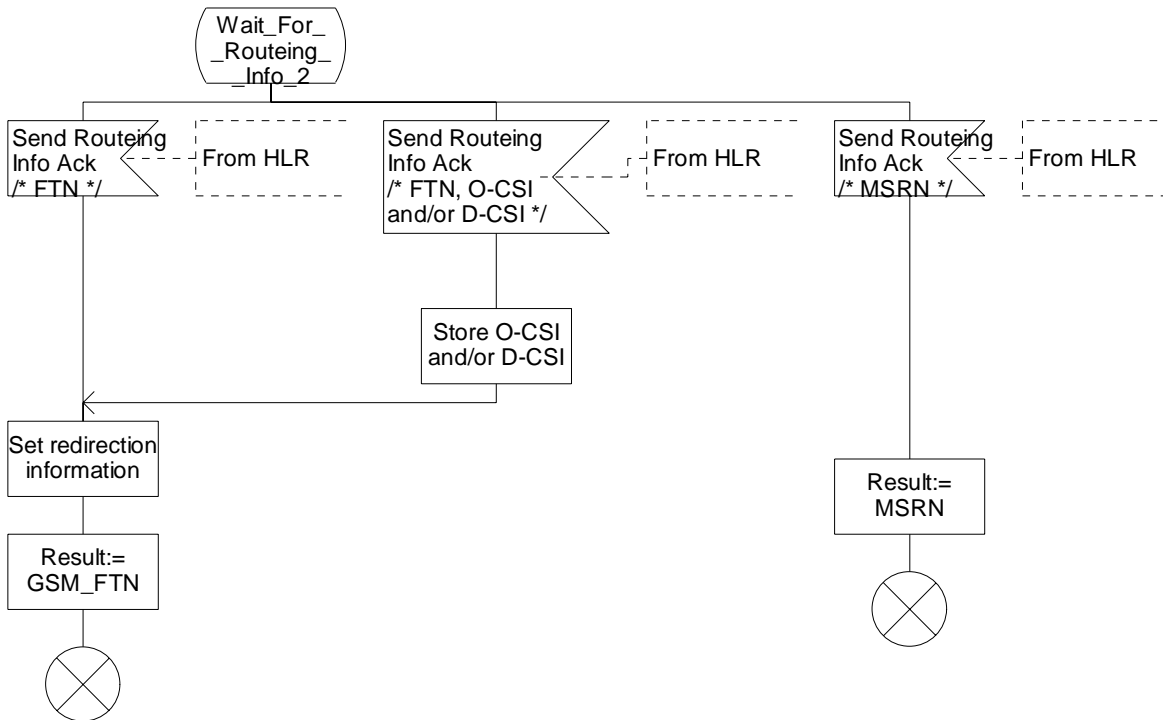 Wait_For_
_Routeing_
_Info_2
Send Routeing
Info Ack
/* FTN */
From HLR
Send Routeing
Info Ack
/* FTN, O-CSI
and/or D-CSI */
From HLR
Send Routeing
Info Ack
/* MSRN */
From HLR
Store O-CSI
and/or D-CSI
Set redirection
information
Result:=
MSRN
Result:=
GSM_FTN